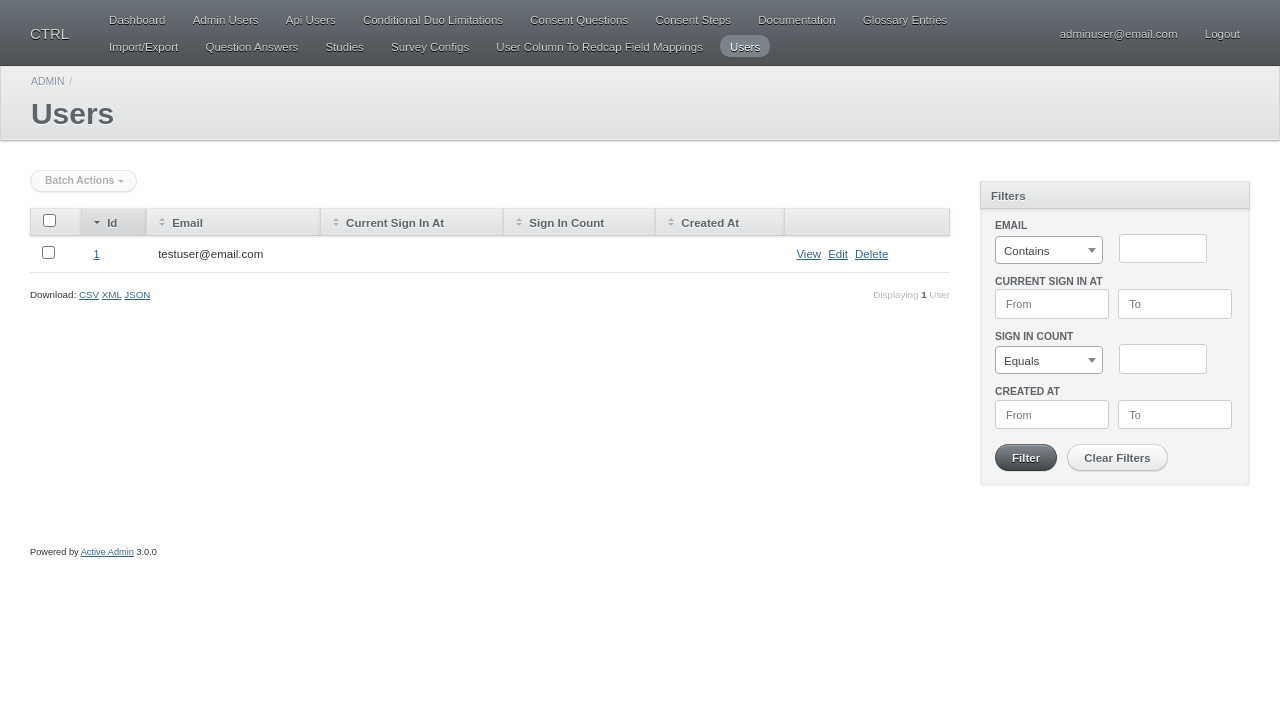 CTRL
Dashboard Admin Users Api Users Conditional Duo Limitations Consent Questions Consent Steps Documentation Glossary Entries
Import/Export Question Answers Studies Survey Configs User Column To Redcap Field Mappings Users
adminuser@email.com Logout
ADMIN /
Users
Batch Actions
Id Email Current Sign In At Sign In Count Created At
1 testuser@email.com View Edit Delete
Download: CSV XML JSON
Displaying 1 User
Filters
EMAIL
Contains
CURRENT SIGN IN AT
From To
SIGN IN COUNT
Equals
CREATED AT
From To
Filter Clear Filters
Powered by Active Admin 3.0.0